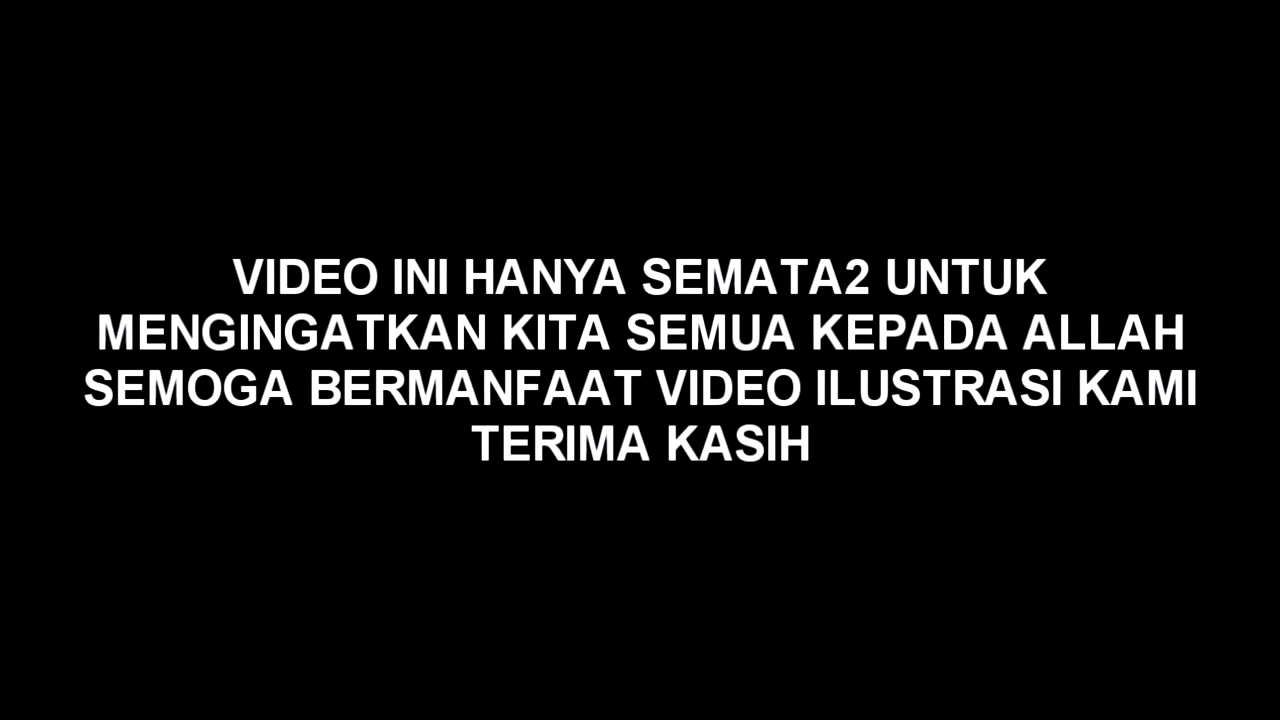 VIDEO INI HANYA SEMATA2 UNTUK
MENGINGATKAN KITA SEMUA KEPADA ALLAH
SEMOGA BERMANFAAT VIDEO ILUSTRASI KAMI
TERIMA KASIH